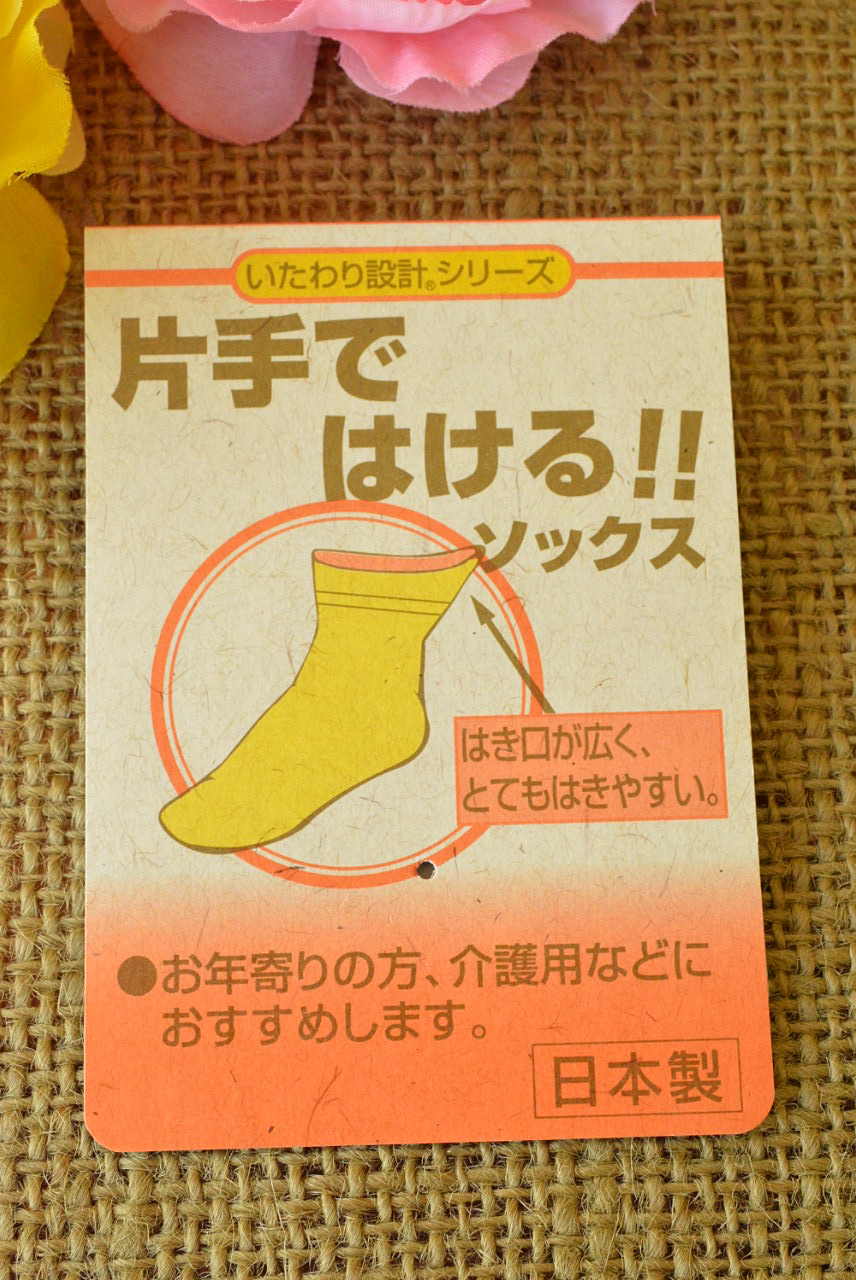 いたわり設計®シリーズ
片手で
はける!!
ソックス
はき口が広く、
とてもはきやすい。
●お年寄りの方、介護用などに
おすすめします。
日本製